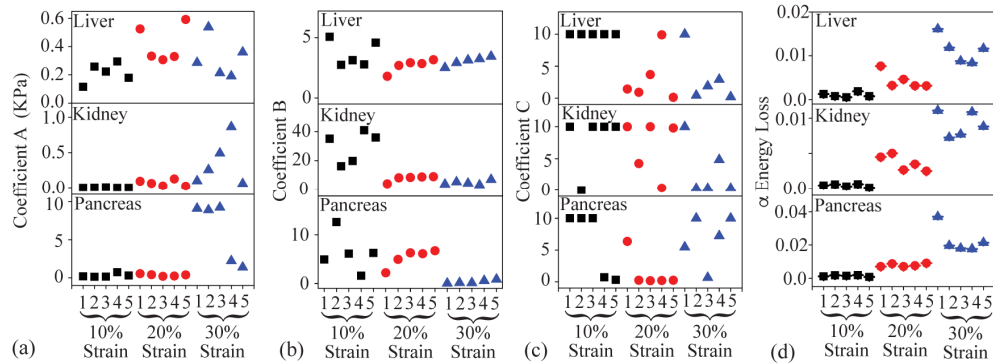 Coefficient A (KPa)
0.6
0.4
0.2
0.0
Liver
1.0
0.5
0.0
Kidney
10
5
0
Pancreas
1 2 3 4 5 1 2 3 4 5 1 2 3 4 5
10% 20% 30%
Strain Strain Strain
(a)
Coefficient B
5
0
Liver
40
20
0
Kidney
10
0
Pancreas
1 2 3 4 5 1 2 3 4 5 1 2 3 4 5
10% 20% 30%
Strain Strain Strain
(b)
Coefficient C
10
5
0
Liver
10
5
0
Kidney
10
5
0
Pancreas
1 2 3 4 5 1 2 3 4 5 1 2 3 4 5
10% 20% 30%
Strain Strain Strain
(c)
α Energy Loss
0.02
0.01
0.0
Liver
0.01
0.0
Kidney
0.04
0.02
0.00
Pancreas
1 2 3 4 5 1 2 3 4 5 1 2 3 4 5
10% 20% 30%
Strain Strain Strain
(d)